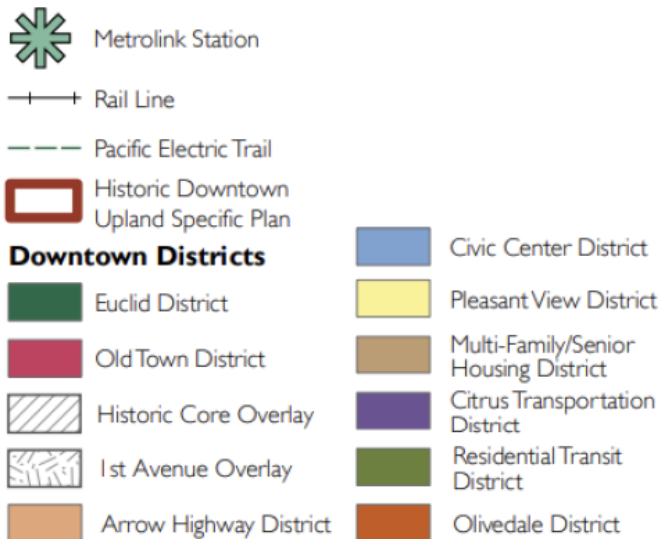 Metrolink Station
Rail Line
Pacific Electric Trail
Historic Downtown
Upland Specific Plan
Downtown Districts
Euclid District
Old Town District
Historic Core Overlay
1st Avenue Overlay
Arrow Highway District
Civic Center District
Pleasant View District
Multi-Family/Senior
Housing District
Citrus Transportation
District
Residential Transit
District
Olivedale District